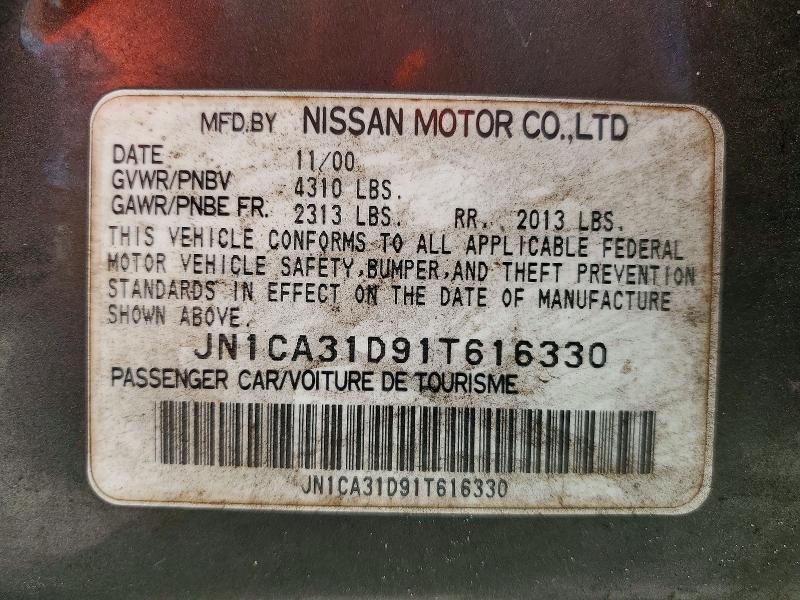 MFD.BY NISSAN MOTOR CO.,LTD
DATE 11/00
GVWR/PNBV 4310 LBS.
GAWR/PNBE FR. 2313 LBS. RR. 2013 LBS.
THIS VEHICLE CONFORMS TO ALL APPLICABLE FEDERAL
MOTOR VEHICLE SAFETY,BUMPER,AND THEFT PREVENTION
STANDARDS IN EFFECT ON THE DATE OF MANUFACTURE
SHOWN ABOVE.
JN1CA31D91T616330
PASSENGER CAR/VOITURE DE TOURISME
JN1CA31D91T616330